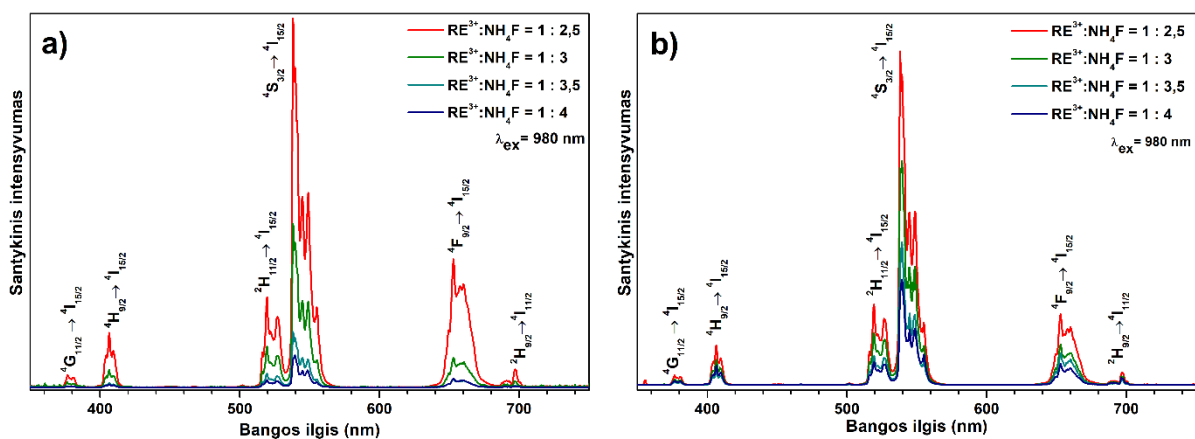 a)
RE³⁺:NH₄F = 1 : 2,5
RE³⁺:NH₄F = 1 : 3
RE³⁺:NH₄F = 1 : 3,5
RE³⁺:NH₄F = 1 : 4
λₑₓ= 980 nm
Santykinis intensyvumas
⁴G₁₁/₂→⁴I₁₅/₂
⁴H₉/₂→⁴I₁₅/₂
²H₁₁/₂→⁴I₁₅/₂
⁴S₃/₂→⁴I₁₅/₂
⁴F₉/₂→⁴I₁₅/₂
²H₉/₂→⁴I₁₁/₂
400 500 600 700
Bangos ilgis (nm)
b)
RE³⁺:NH₄F = 1 : 2,5
RE³⁺:NH₄F = 1 : 3
RE³⁺:NH₄F = 1 : 3,5
RE³⁺:NH₄F = 1 : 4
λₑₓ= 980 nm
Santykinis intensyvumas
⁴G₁₁/₂→⁴I₁₅/₂
⁴H₉/₂→⁴I₁₅/₂
²H₁₁/₂→⁴I₁₅/₂
⁴S₃/₂→⁴I₁₅/₂
⁴F₉/₂→⁴I₁₅/₂
²H₉/₂→⁴I₁₁/₂
400 500 600 700
Bangos ilgis (nm)